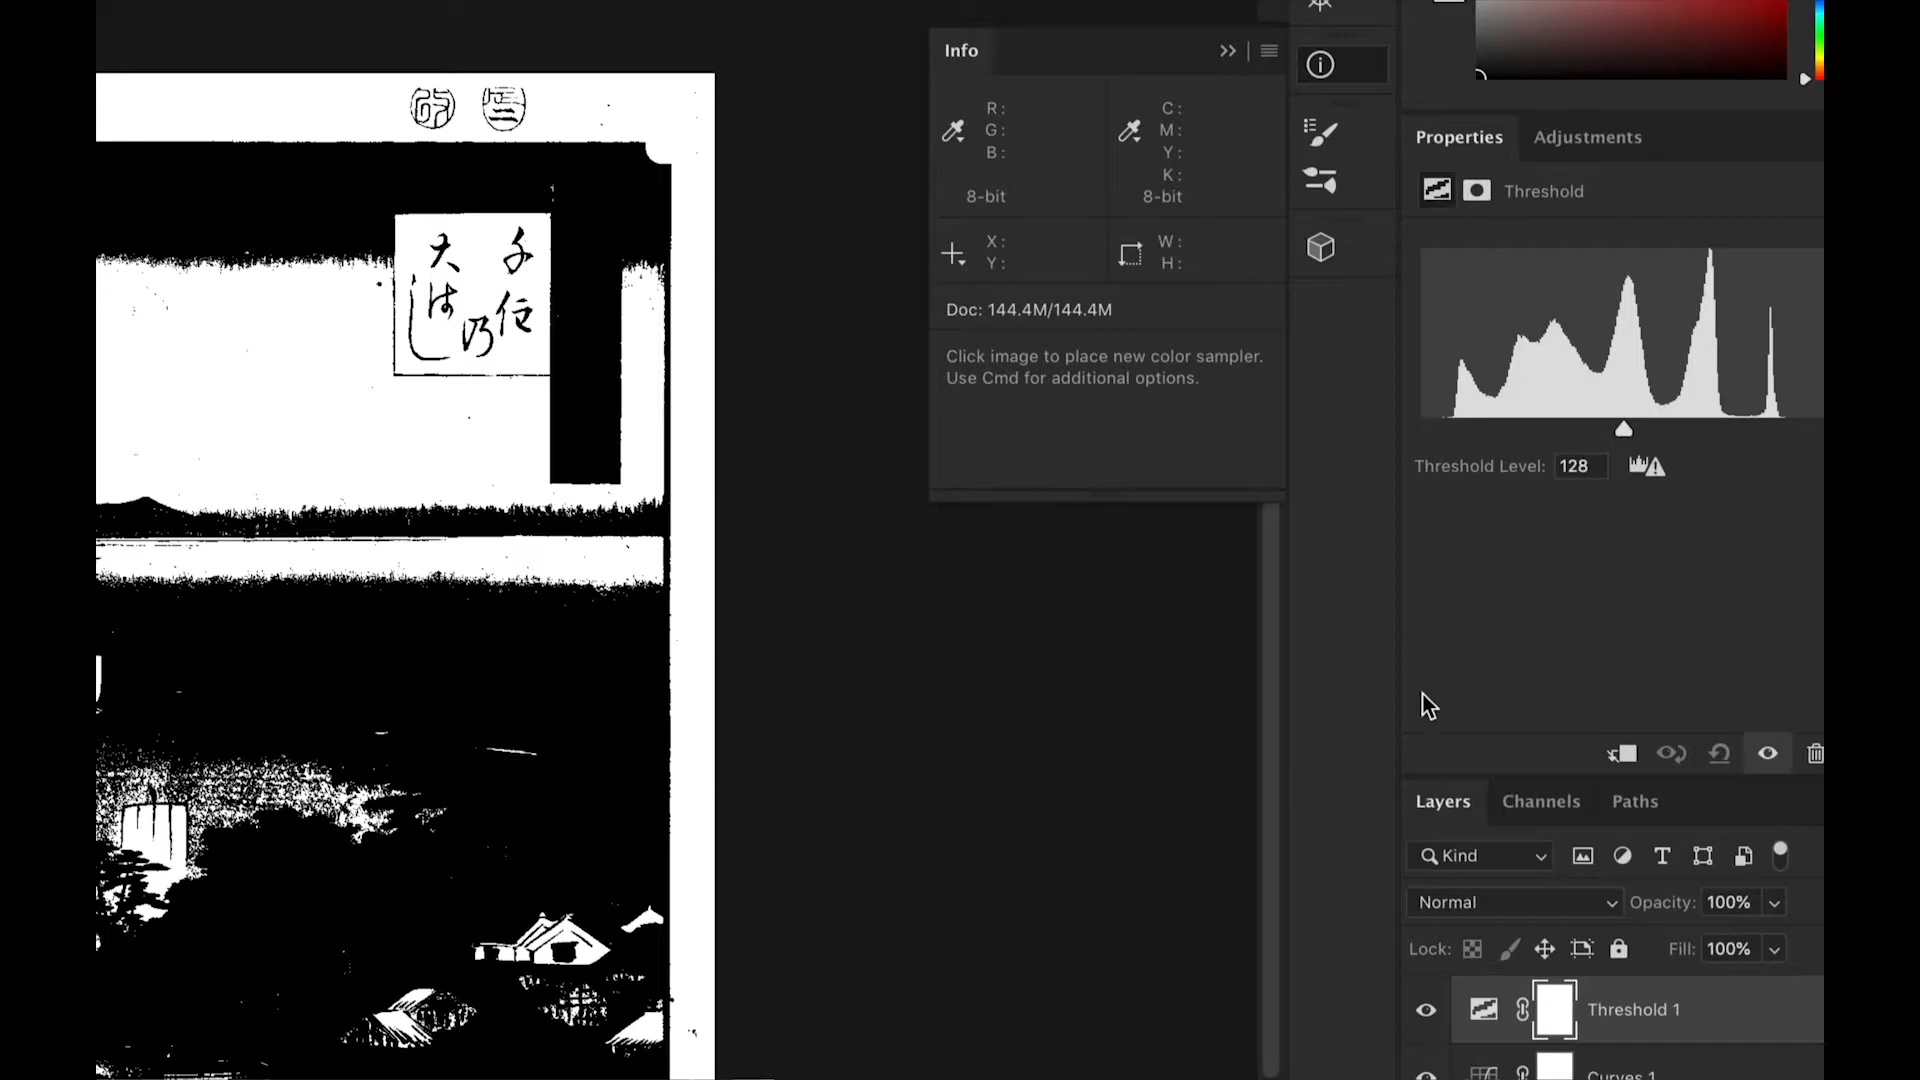 Info
R:
G:
B:
8-bit
C:
M:
Y:
K:
8-bit
X:
Y:
W:
H:
Doc: 144.4M/144.4M
Click image to place new color sampler.
Use Cmd for additional options.
Properties
Adjustments
Threshold
Threshold Level: 128
Layers
Channels
Paths
Kind
Normal
Opacity: 100%
Lock:
Fill: 100%
Threshold 1
Curves 1